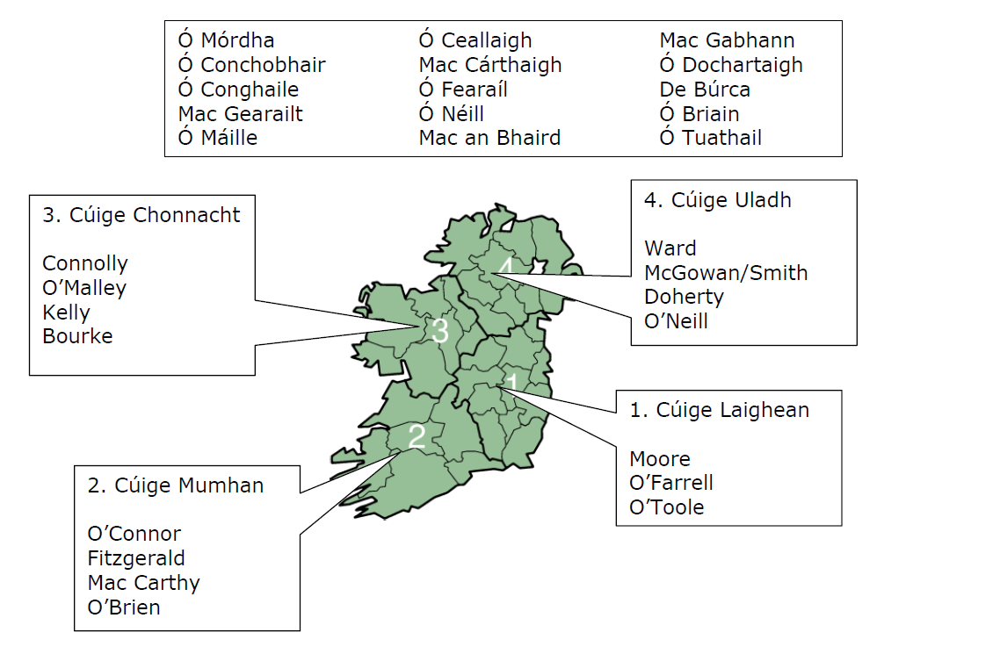 Ó Mórdha
Ó Conchobhair
Ó Conghaile
Mac Gearailt
Ó Máille
Ó Ceallaigh
Mac Cárthaigh
Ó Fearaíl
Ó Néill
Mac an Bhaird
Mac Gabhann
Ó Dochartaigh
De Búrca
Ó Briain
Ó Tuathail
3. Cúige Chonnacht
Connolly
O’Malley
Kelly
Bourke
4. Cúige Uladh
Ward
McGowan/Smith
Doherty
O’Neill
4
3
1
2
1. Cúige Laighean
Moore
O’Farrell
O’Toole
2. Cúige Mumhan
O’Connor
Fitzgerald
Mac Carthy
O’Brien